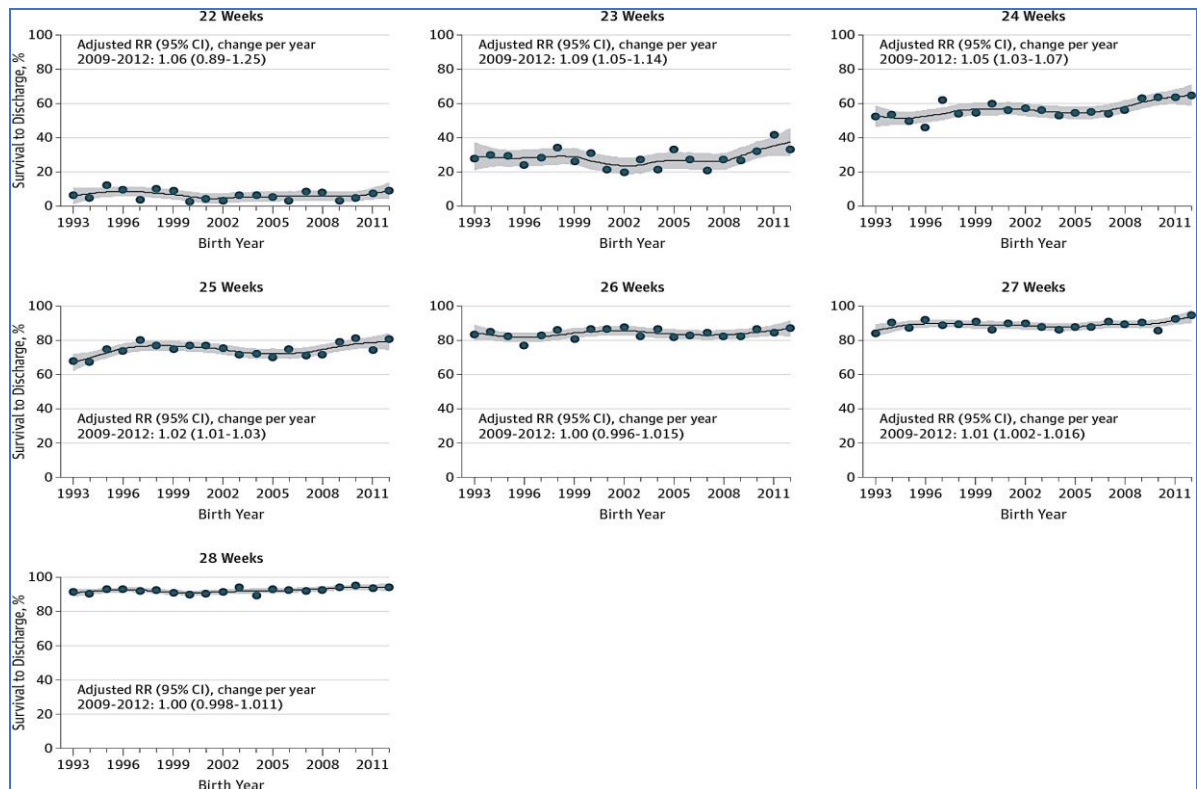 22 Weeks
100
80
60
40
20
0
Survival to Discharge, %
Adjusted RR (95% CI), change per year
2009-2012: 1.06 (0.89-1.25)
1993 1996 1999 2002 2005 2008 2011
Birth Year
23 Weeks
100
80
60
40
20
0
Adjusted RR (95% CI), change per year
2009-2012: 1.09 (1.05-1.14)
1993 1996 1999 2002 2005 2008 2011
Birth Year
24 Weeks
100
80
60
40
20
0
Adjusted RR (95% CI), change per year
2009-2012: 1.05 (1.03-1.07)
1993 1996 1999 2002 2005 2008 2011
Birth Year
25 Weeks
100
80
60
40
20
0
Survival to Discharge, %
Adjusted RR (95% CI), change per year
2009-2012: 1.02 (1.01-1.03)
1993 1996 1999 2002 2005 2008 2011
Birth Year
26 Weeks
100
80
60
40
20
0
Adjusted RR (95% CI), change per year
2009-2012: 1.00 (0.996-1.015)
1993 1996 1999 2002 2005 2008 2011
Birth Year
27 Weeks
100
80
60
40
20
0
Adjusted RR (95% CI), change per year
2009-2012: 1.01 (1.002-1.016)
1993 1996 1999 2002 2005 2008 2011
Birth Year
28 Weeks
100
80
60
40
20
0
Survival to Discharge, %
Adjusted RR (95% CI), change per year
2009-2012: 1.00 (0.998-1.011)
1993 1996 1999 2002 2005 2008 2011
Birth Year